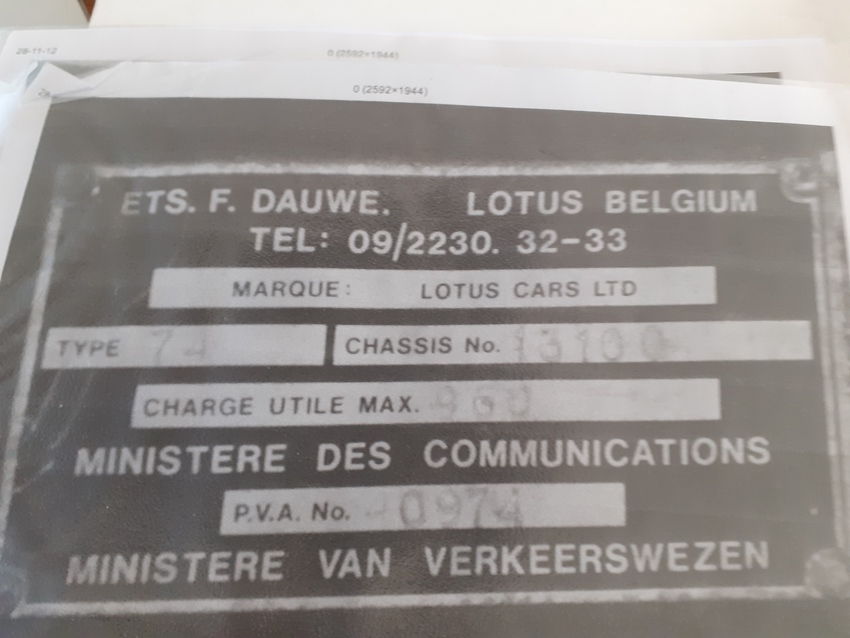 28-11-12 0 (2592×1944)
0 (2592×1944)
ETS. F. DAUWE. LOTUS BELGIUM
TEL: 09/2230. 32-33
MARQUE: LOTUS CARS LTD
TYPE
CHASSIS No. 13100
CHARGE UTILE MAX.
MINISTERE DES COMMUNICATIONS
P.V.A. No. 0974
MINISTERE VAN VERKEERSWEZEN